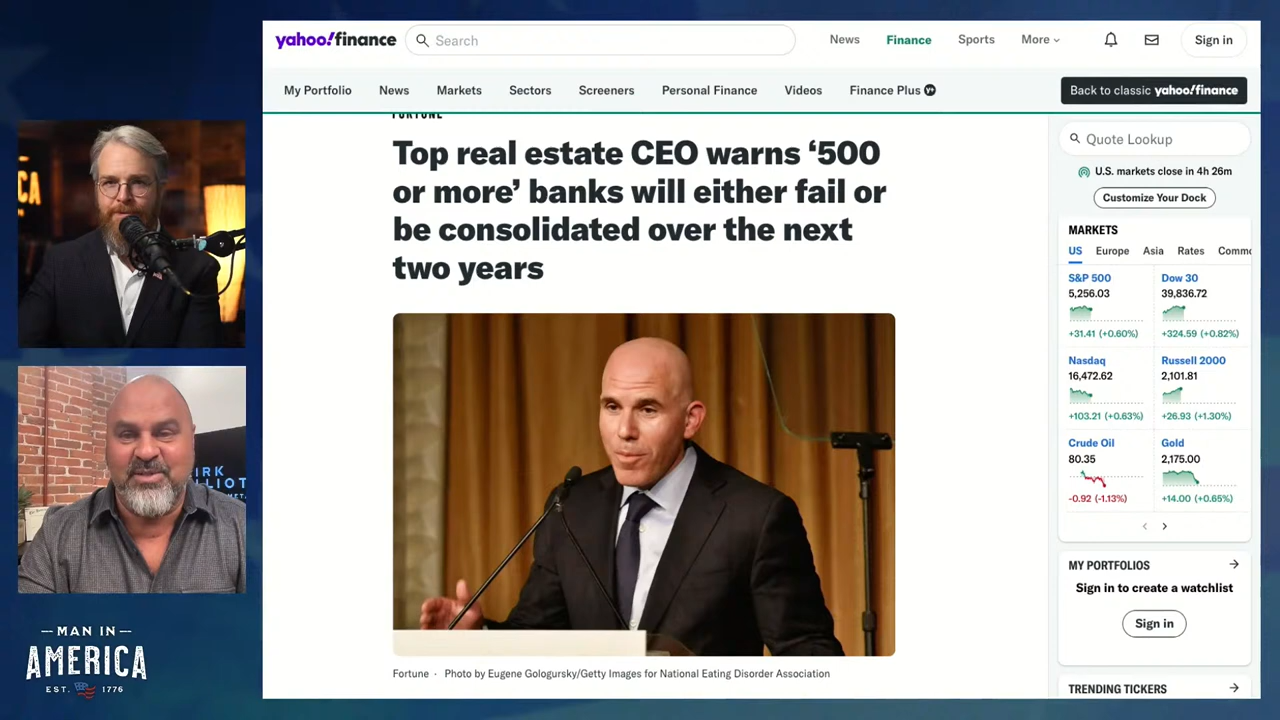 yahoo!finance
Search
News
Finance
Sports
More
Sign in
My Portfolio
News
Markets
Sectors
Screeners
Personal Finance
Videos
Finance Plus
Back to classic yahoo!finance
FORTUNE
Top real estate CEO warns ‘500
or more’ banks will either fail or
be consolidated over the next
two years
Fortune · Photo by Eugene Gologursky/Getty Images for National Eating Disorder Association
Quote Lookup
U.S. markets close in 4h 26m
Customize Your Dock
MARKETS
US
Europe
Asia
Rates
Commo
S&P 500
5,256.03
+31.41 (+0.60%)
Dow 30
39,836.72
+324.59 (+0.82%)
Nasdaq
16,472.62
+103.21 (+0.63%)
Russell 2000
2,101.81
+26.93 (+1.30%)
Crude Oil
80.35
-0.92 (-1.13%)
Gold
2,175.00
+14.00 (+0.65%)
MY PORTFOLIOS
Sign in to create a watchlist
Sign in
TRENDING TICKERS
ICA
IRK
LLIOT
META
MAN IN
AMERICA
EST. 1776